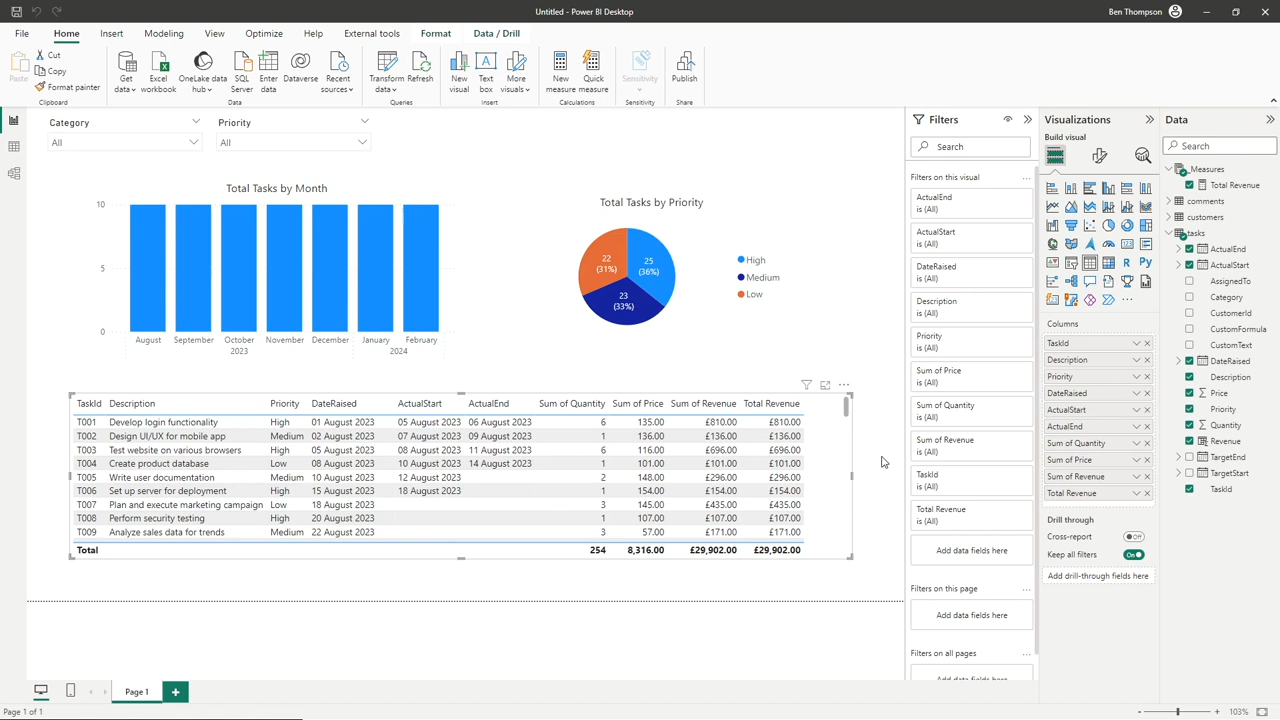 Untitled - Power BI Desktop
Ben Thompson
File Home Insert Modeling View Optimize Help External tools Format Data / Drill
Paste
Cut
Copy
Format painter
Clipboard
Get data
Excel workbook
OneLake data hub
SQL Server
Enter data
Dataverse
Recent sources
Data
Transform data
Refresh
Queries
New visual
Text box
More visuals
Insert
New measure
Quick measure
Calculations
Sensitivity
Sensitivity
Publish
Share
Category
All
Priority
All
Total Tasks by Month
10
5
0
August September October November December January February
2023 2024
Total Tasks by Priority
22 (31%)
25 (36%)
23 (33%)
High
Medium
Low
TaskId Description Priority DateRaised ActualStart ActualEnd Sum of Quantity Sum of Price Sum of Revenue Total Revenue
T001 Develop login functionality High 01 August 2023 05 August 2023 06 August 2023 6 135.00 £810.00 £810.00
T002 Design UI/UX for mobile app Medium 02 August 2023 07 August 2023 09 August 2023 1 136.00 £136.00 £136.00
T003 Test website on various browsers High 05 August 2023 08 August 2023 11 August 2023 6 116.00 £696.00 £696.00
T004 Create product database Low 08 August 2023 10 August 2023 14 August 2023 1 101.00 £101.00 £101.00
T005 Write user documentation Medium 10 August 2023 12 August 2023 2 148.00 £296.00 £296.00
T006 Set up server for deployment High 15 August 2023 18 August 2023 1 154.00 £154.00 £154.00
T007 Plan and execute marketing campaign Low 18 August 2023 3 145.00 £435.00 £435.00
T008 Perform security testing High 20 August 2023 1 107.00 £107.00 £107.00
T009 Analyze sales data for trends Medium 22 August 2023 3 57.00 £171.00 £171.00
Total 254 8,316.00 £29,902.00 £29,902.00
Filters
Search
Filters on this visual
ActualEnd
is (All)
ActualStart
is (All)
DateRaised
is (All)
Description
is (All)
Priority
is (All)
Sum of Price
is (All)
Sum of Quantity
is (All)
Sum of Revenue
is (All)
TaskId
is (All)
Total Revenue
is (All)
Add data fields here
Filters on this page
Add data fields here
Filters on all pages
Add data fields here
Visualizations
Build visual
R Py
Columns
TaskId
Description
Priority
DateRaised
ActualStart
ActualEnd
Sum of Quantity
Sum of Price
Sum of Revenue
Total Revenue
Drill through
Cross-report Off
Keep all filters On
Add drill-through fields here
Data
Search
_Measures
Total Revenue
comments
customers
tasks
ActualEnd
ActualStart
AssignedTo
Category
CustomerId
CustomFormula
CustomText
DateRaised
Description
Price
Priority
Quantity
Revenue
TargetEnd
TargetStart
TaskId
Page 1
Page 1 of 1
103%